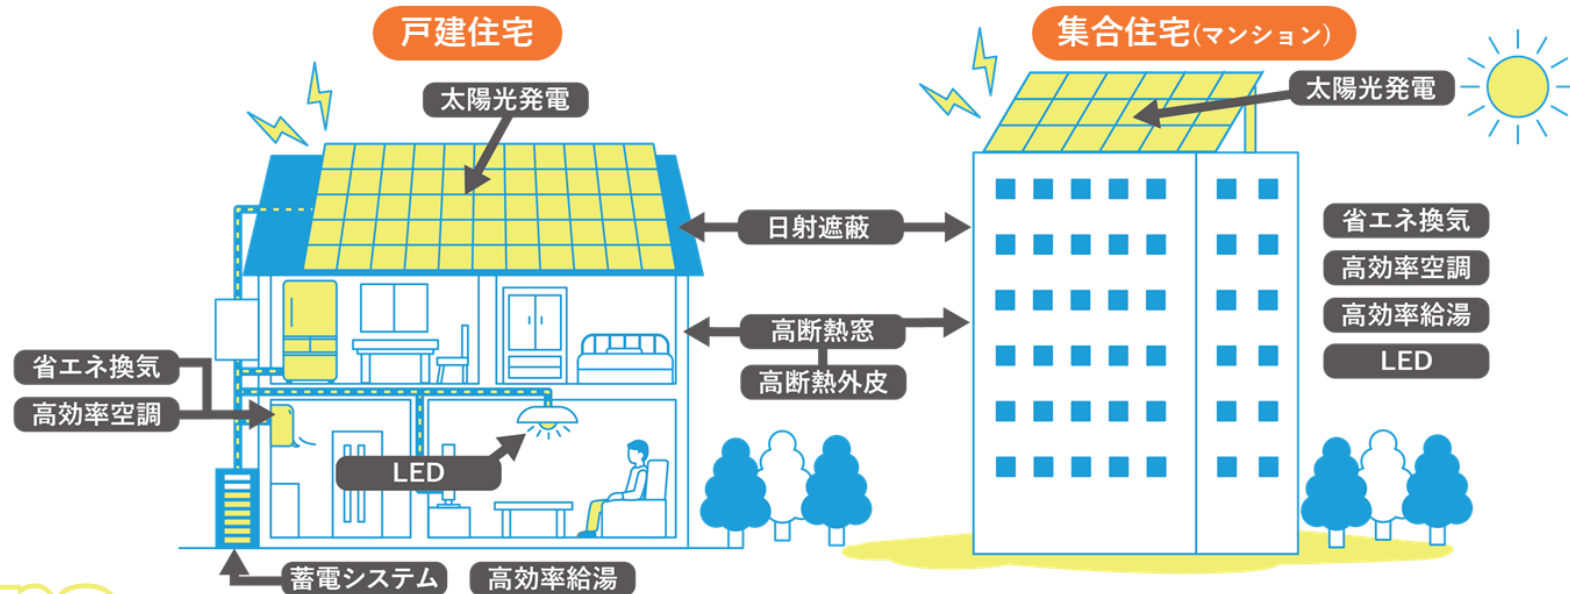 戸建住宅
太陽光発電
日射遮蔽
高断熱窓
高断熱外皮
省エネ換気
高効率空調
LED
蓄電システム
高効率給湯
集合住宅(マンション)
太陽光発電
省エネ換気
高効率空調
高効率給湯
LED